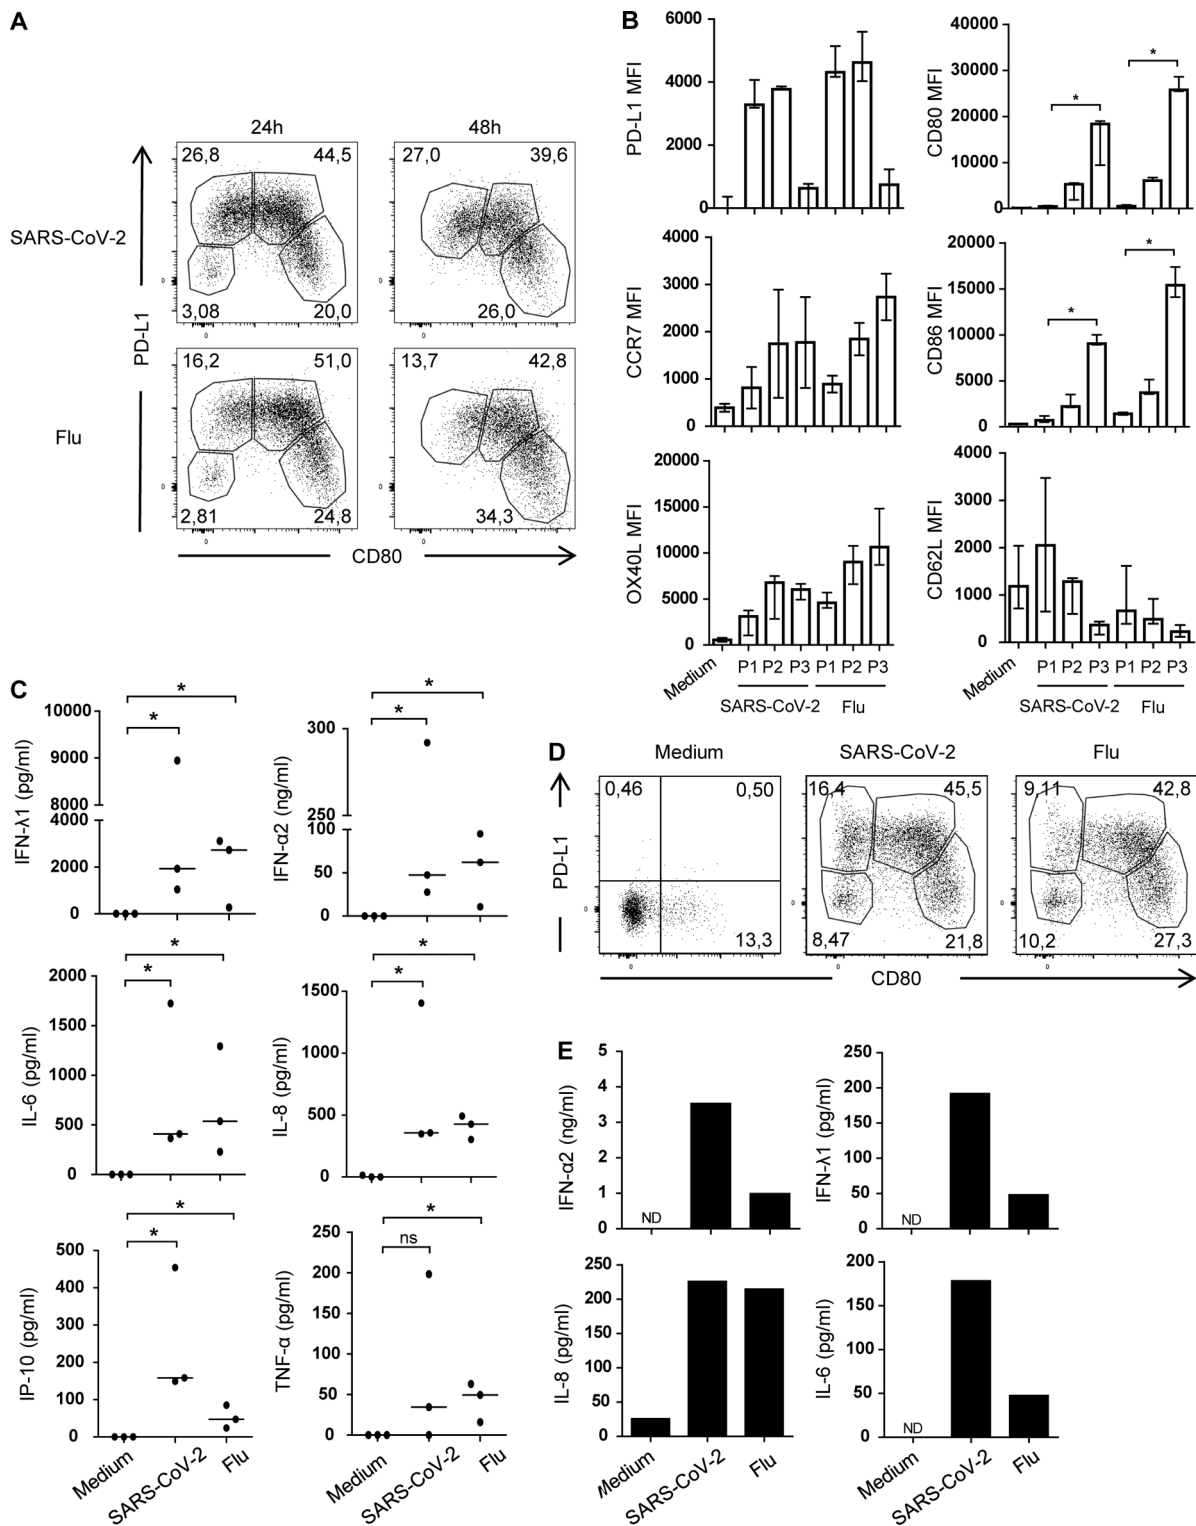 A
24h
48h
SARS-CoV-2
Flu
PD-L1
CD80
26,8
44,5
3,08
20,0
27,0
39,6
26,0
16,2
51,0
2,81
24,8
13,7
42,8
34,3
0
0
0
0
0
0
B
PD-L1 MFI
6000
4000
2000
0
CD80 MFI
40000
30000
20000
10000
0
*
*
CCR7 MFI
4000
3000
2000
1000
0
CD86 MFI
20000
15000
10000
5000
0
*
*
OX40L MFI
20000
15000
10000
5000
0
Medium
P1 P2 P3 P1 P2 P3
SARS-CoV-2
Flu
CD62L MFI
4000
3000
2000
1000
0
Medium
P1 P2 P3 P1 P2 P3
SARS-CoV-2
Flu
C
IFN-λ1 (pg/ml)
10000
9000
8000
4000
2000
0
*
*
IFN-α2 (ng/ml)
300
250
100
50
0
*
*
IL-6 (pg/ml)
2000
1500
1000
500
0
*
*
IL-8 (pg/ml)
1500
1000
500
0
*
*
IP-10 (pg/ml)
500
400
300
200
100
0
*
*
Medium
SARS-CoV-2
Flu
TNF-α (pg/ml)
250
200
150
100
50
0
*
ns
Medium
SARS-CoV-2
Flu
D
Medium
SARS-CoV-2
Flu
PD-L1
CD80
0,46
0,50
13,3
16,4
45,5
8,47
21,8
9,11
42,8
10,2
27,3
0
0
0
0
0
0
E
IFN-α2 (ng/ml)
5
4
3
2
1
0
ND
IFN-λ1 (pg/ml)
250
200
150
100
50
0
ND
IL-8 (pg/ml)
250
200
150
100
50
0
Medium
SARS-CoV-2
Flu
IL-6 (pg/ml)
200
150
100
50
0
ND
Medium
SARS-CoV-2
Flu